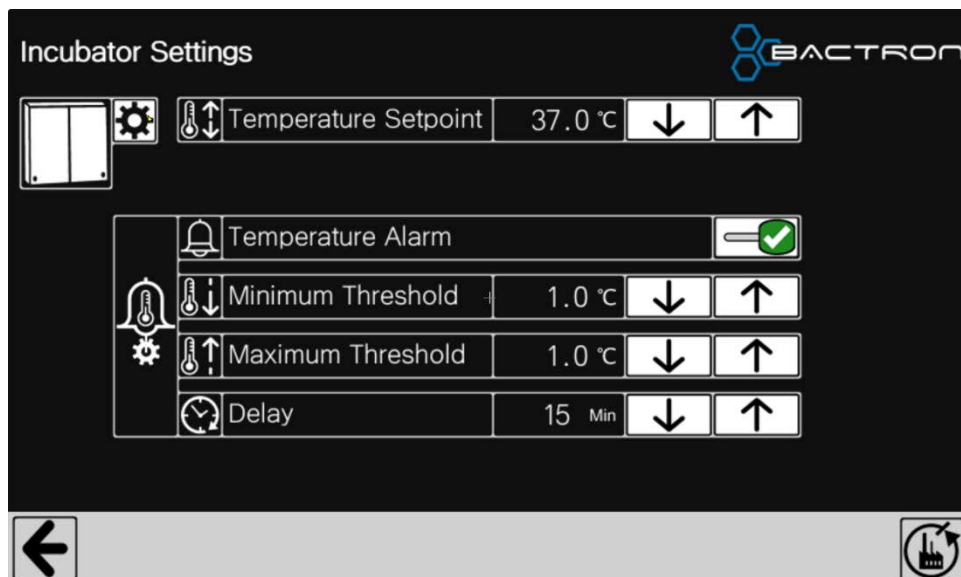 Incubator Settings
BACTRON
Temperature Setpoint 37.0 ℃
Temperature Alarm
Minimum Threshold 1.0 ℃
Maximum Threshold 1.0 ℃
Delay 15 Min